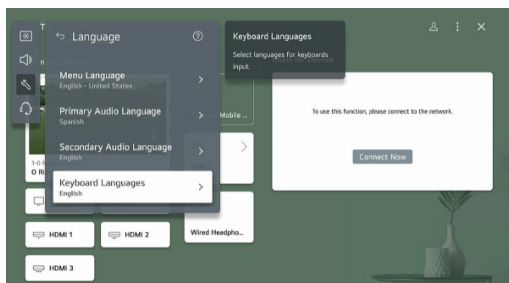 Language
Keyboard Languages
Select languages for keyboards
input.
Menu Language
English - United States
Primary Audio Language
Spanish
Mobile ...
To use this function, please connect to the network.
Secondary Audio Language
English
Connect Now
Keyboard Languages
English
HDMI 1
HDMI 2
Wired Headpho...
HDMI 3